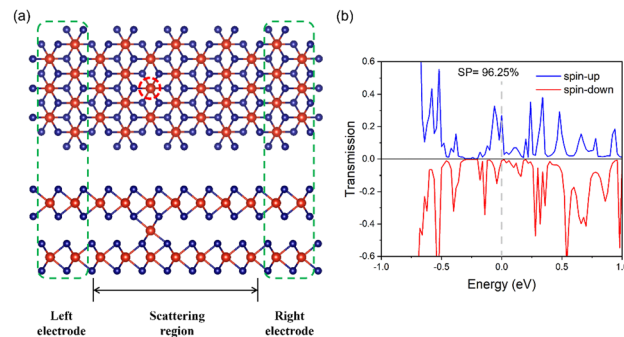 (a)
Left
electrode
Scattering
region
Right
electrode
(b)
SP= 96.25%
spin-up
spin-down
Transmission
0.6
0.4
0.2
0.0
-0.2
-0.4
-0.6
-1.0
-0.5
0.0
0.5
1.0
Energy (eV)